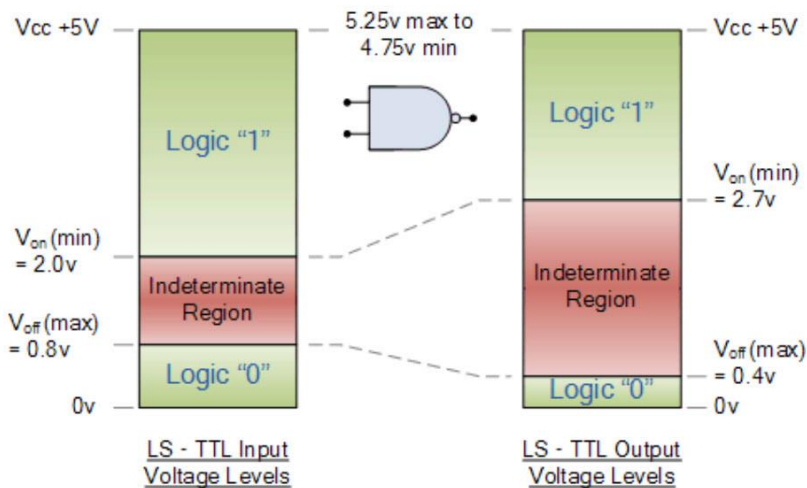 Vcc +5V
5.25v max to
4.75v min
Vcc +5V
Logic “1”
Logic “1”
Von (min)
= 2.0v
Von (min)
= 2.7v
Indeterminate
Region
Indeterminate
Region
Voff (max)
= 0.8v
Voff (max)
= 0.4v
Logic “0”
Logic “0”
0v
0v
LS - TTL Input
Voltage Levels
LS - TTL Output
Voltage Levels